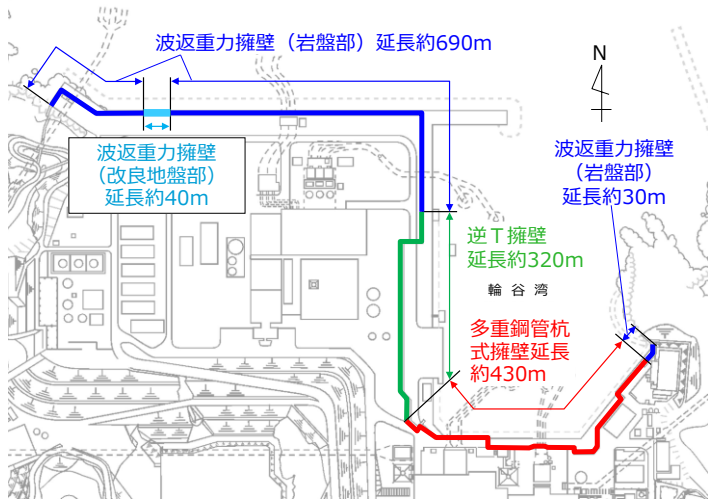 波返重力擁壁（岩盤部）延長約690m
N
波返重力擁壁
（改良地盤部）
延長約40m
波返重力擁壁
（岩盤部）
延長約30m
逆Ｔ擁壁
延長約320m
輪谷湾
多重鋼管杭
式擁壁延長
約430m